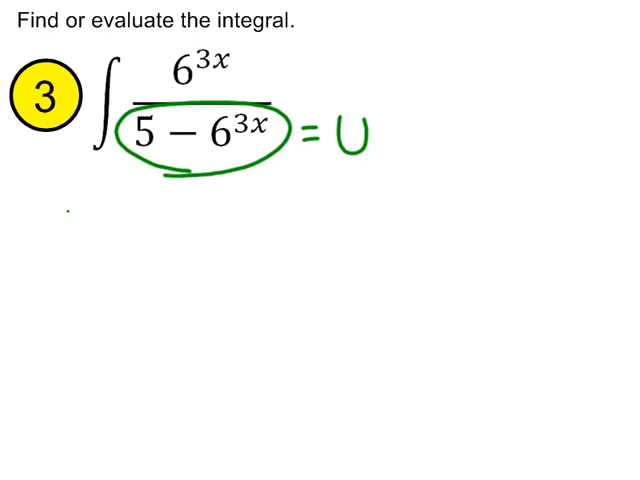 Find or evaluate the integral.
3 ∫ 6^{3x} / (5 − 6^{3x}) = U